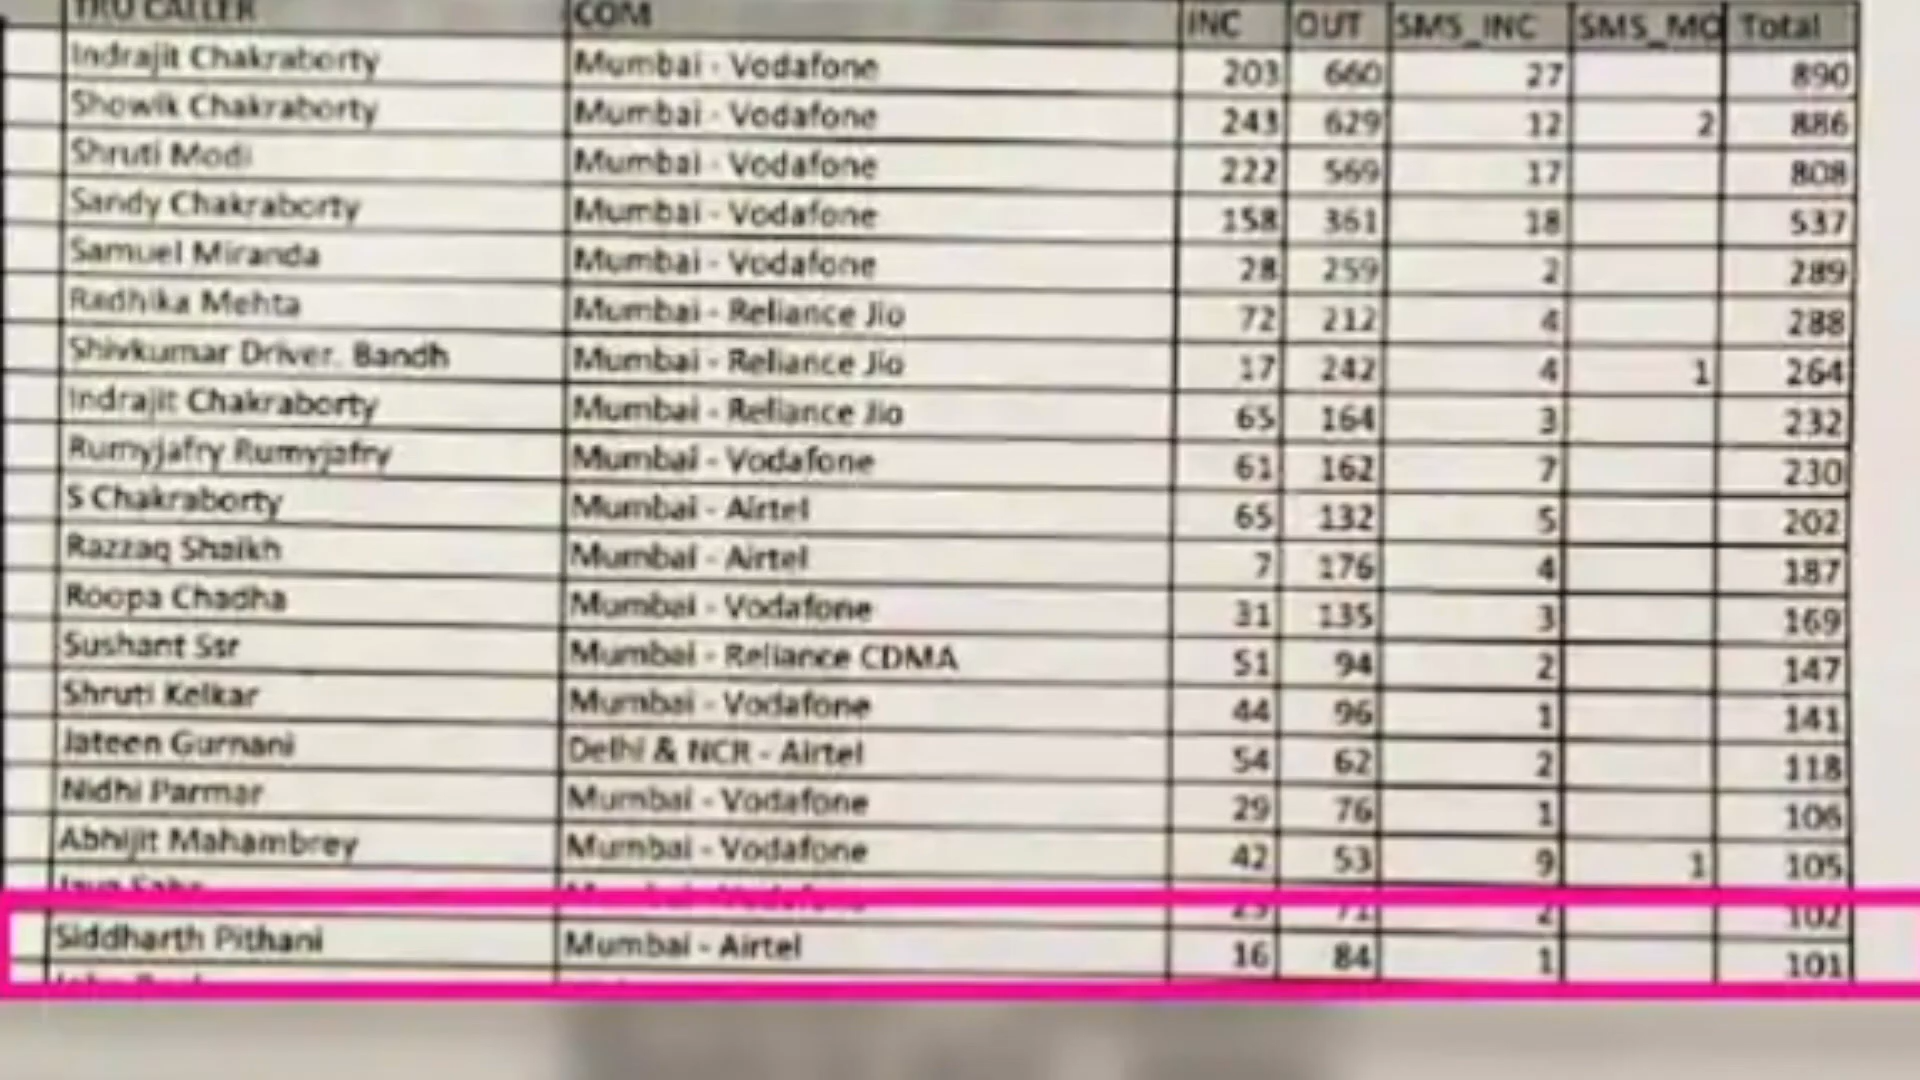 TRU CALLER COM INC OUT SMS_INC SMS_MO Total
Indrajit Chakraborty Mumbai - Vodafone 203 660 27 890
Showik Chakraborty Mumbai - Vodafone 243 629 12 2 886
Shruti Modi Mumbai - Vodafone 222 569 17 808
Sandy Chakraborty Mumbai - Vodafone 158 361 18 537
Samuel Miranda Mumbai - Vodafone 28 259 2 289
Radhika Mehta Mumbai - Reliance Jio 72 212 4 288
Shivkumar Driver. Bandh Mumbai - Reliance Jio 17 242 4 1 264
Indrajit Chakraborty Mumbai - Reliance Jio 65 164 3 232
Rumyjafry Rumyjafry Mumbai - Vodafone 61 162 7 230
S Chakraborty Mumbai - Airtel 65 132 5 202
Razzaq Shaikh Mumbai - Airtel 7 176 4 187
Roopa Chadha Mumbai - Vodafone 31 135 3 169
Sushant Ssr Mumbai - Reliance CDMA 51 94 2 147
Shruti Kelkar Mumbai - Vodafone 44 96 1 141
Jateen Gurnani Delhi & NCR - Airtel 54 62 2 118
Nidhi Parmar Mumbai - Vodafone 29 76 1 106
Abhijit Mahambrey Mumbai - Vodafone 42 53 9 1 105
Mumbai - Vodafone 2 102
Siddharth Pithani Mumbai - Airtel 16 84 1 101